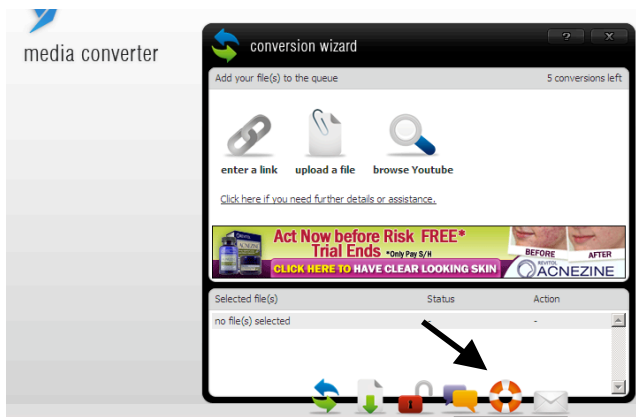 media converter
conversion wizard
? X
Add your file(s) to the queue 5 conversions left
enter a link upload a file browse Youtube
Click here if you need further details or assistance.
Act Now before Risk FREE*
Trial Ends *Only Pay S/H
CLICK HERE TO HAVE CLEAR LOOKING SKIN
BEFORE AFTER
REVITOL
ACNEZINE
Selected file(s) Status Action
no file(s) selected - -